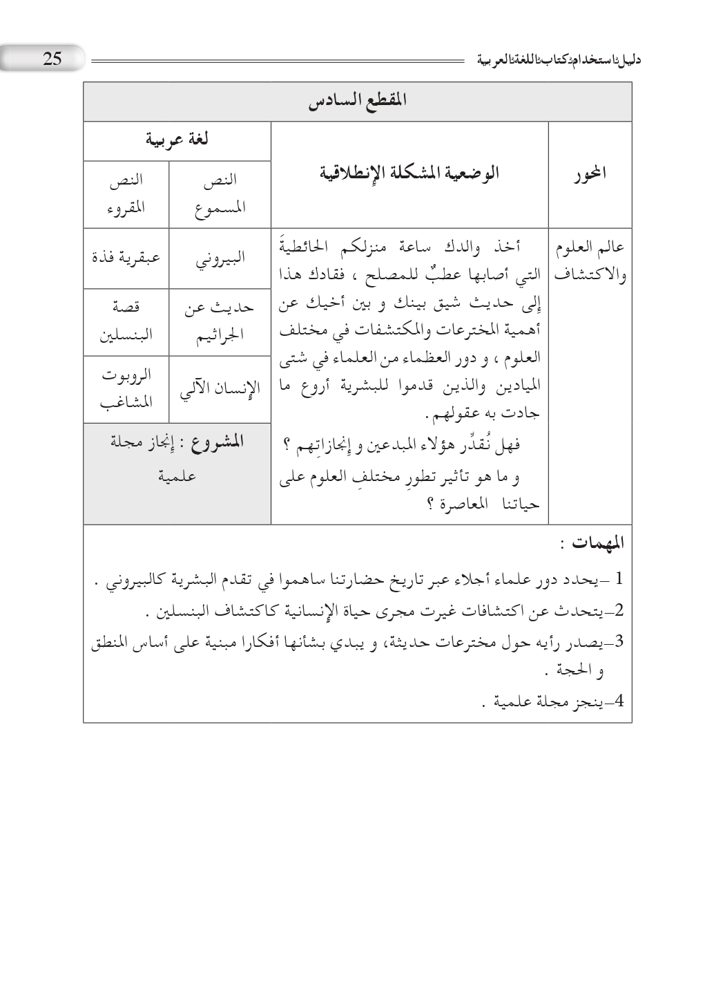 دليل استخدام كتاب اللغة العربية
25
المقطع السادس
المحور
الوضعية المشكلة الإنطلاقية
لغة عربية
النص
المسموع
النص
المقروء
عالم العلوم
والاكتشاف
أخذ والدك ساعة منزلكم الحائطيةَ
التي أصابها عطبٌ للمصلح ، فقادك هذا
إلى حديث شيق بينك و بين أخيك عن
أهمية المخترعات والمكتشفات في مختلف
العلوم ، و دور العظماء من العلماء في شتى
الميادين والذين قدموا للبشرية أروع ما
جادت به عقولهم .
فهل نُقدِّر هؤلاء المبدعين و إنجازاتِهم ؟
و ما هو تأثير تطورِ مختلفِ العلوم على
حياتنا المعاصرة ؟
البيروني
عبقرية فذة
حديث عن
الجراثيم
قصة
البنسلين
الإنسان الآلي
الروبوت
المشاغب
المشروع : إنجاز مجلة
علمية
المهمات :
1 –يحدد دور علماء أجلاء عبر تاريخ حضارتنا ساهموا في تقدم البشرية كالبيروني .
2–يتحدث عن اكتشافات غيرت مجرى حياة الإنسانية كاكتشاف البنسلين .
3–يصدر رأيه حول مخترعات حديثة، و يبدي بشأنها أفكارا مبنية على أساس المنطق
و الحجة .
4–ينجز مجلة علمية .